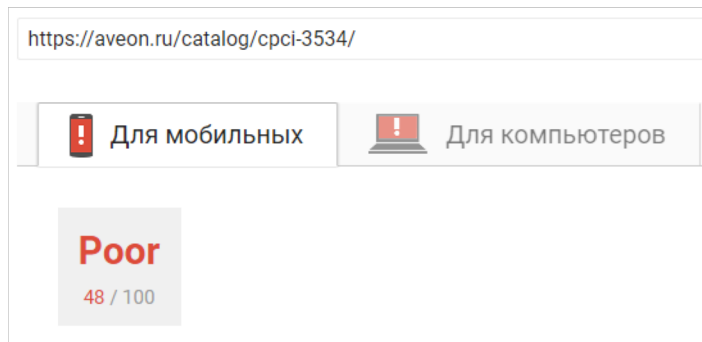 https://aveon.ru/catalog/cpci-3534/
Для мобильных
Для компьютеров
Poor
48 / 100